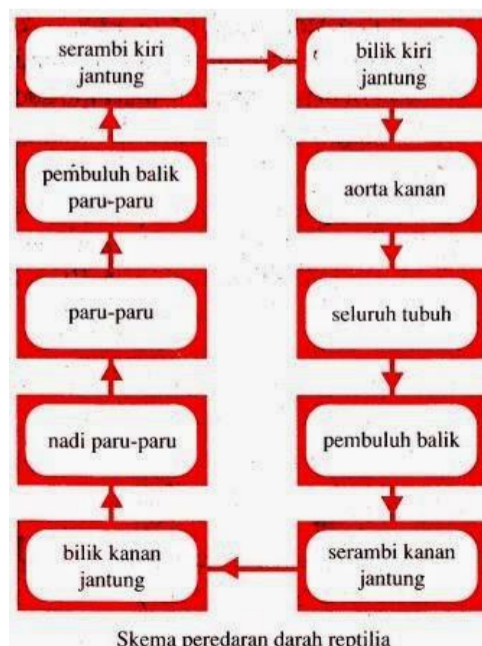 serambi kiri
jantung
bilik kiri
jantung
pembuluh balik
paru-paru
aorta kanan
paru-paru
seluruh tubuh
nadi paru-paru
pembuluh balik
bilik kanan
jantung
serambi kanan
jantung
Skema peredaran darah reptilia